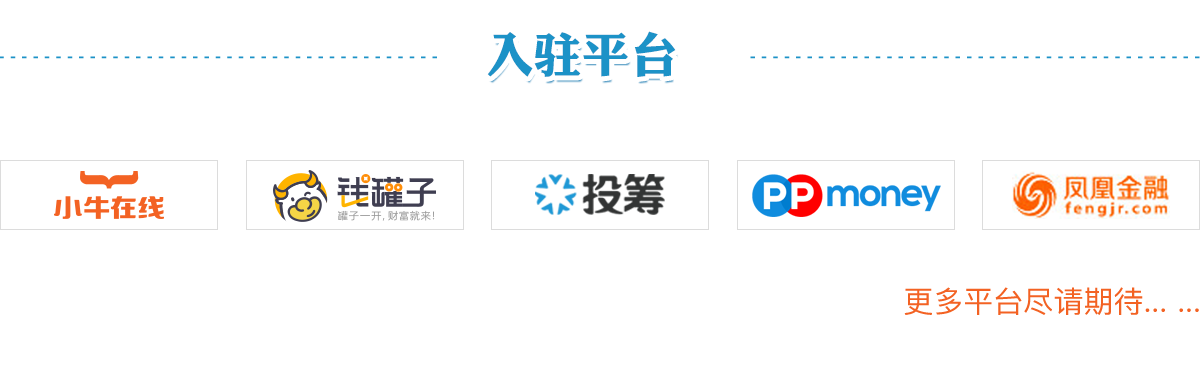 入驻平台
小牛在线
钱罐子
罐子一开,财富就来!
投筹
PP money
凤凰金融
fengjr.com
更多平台尽请期待... ...